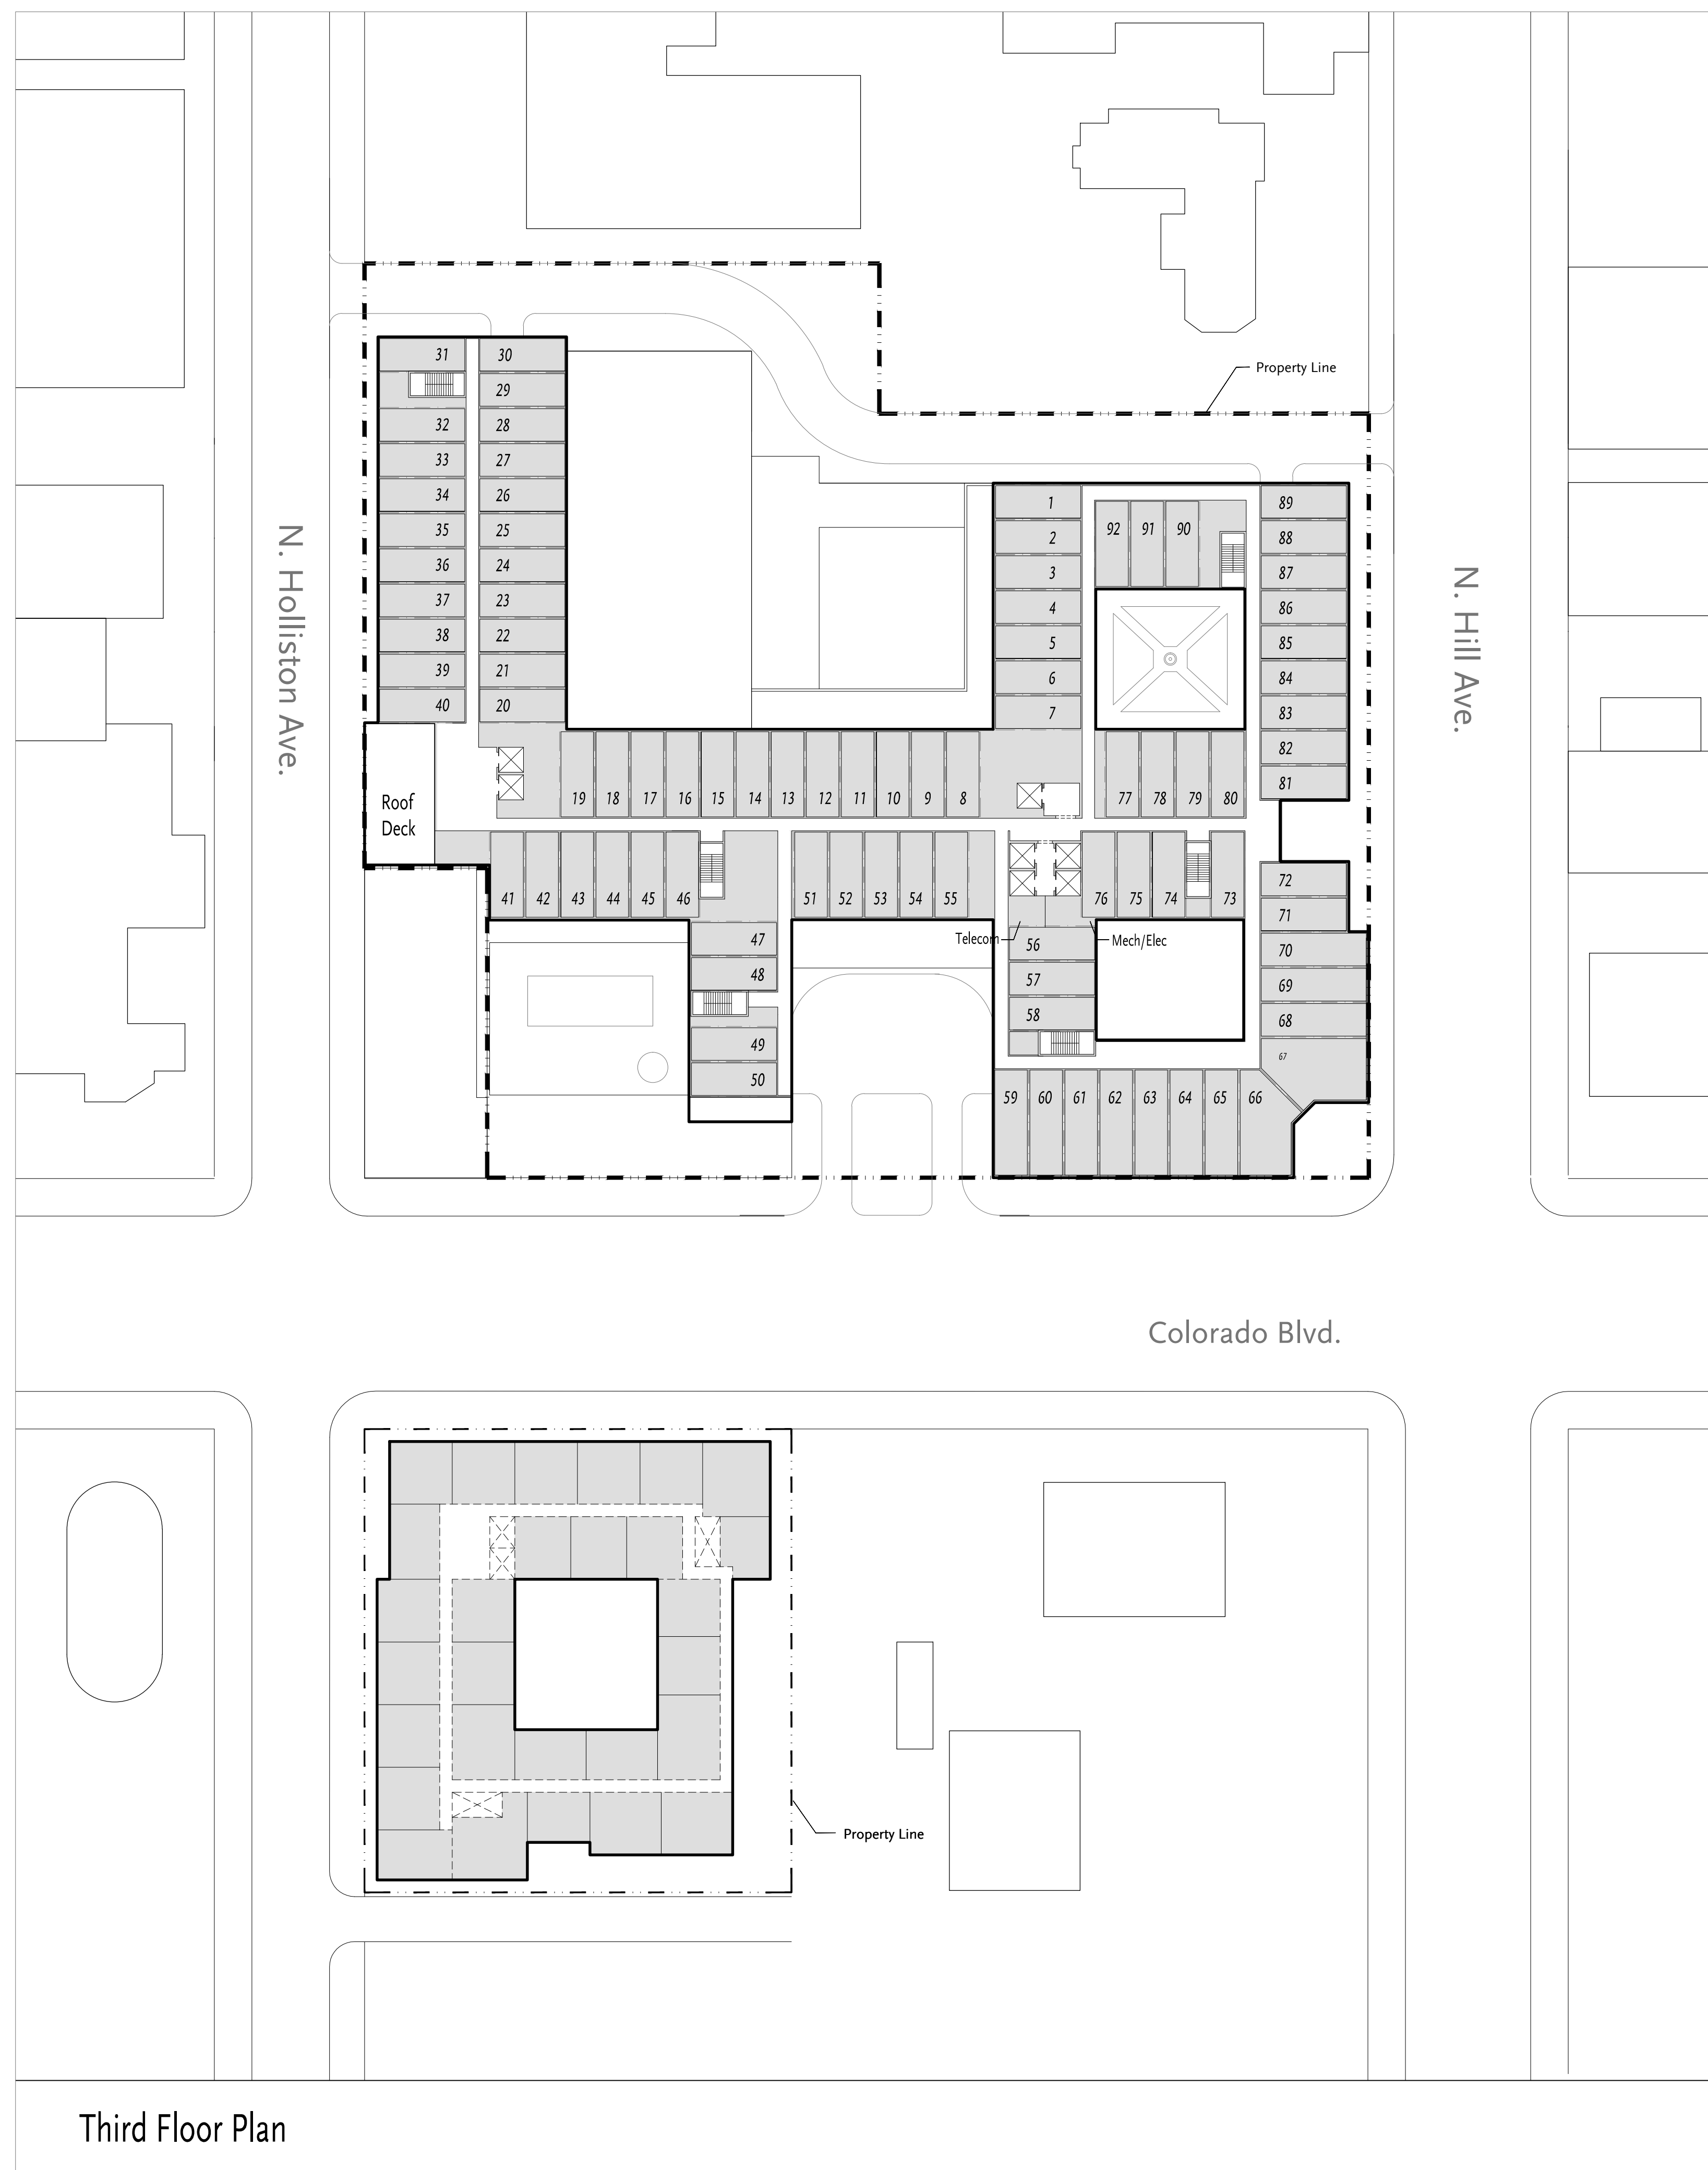 Property Line
31 30
29
32 28
33 27
34 26
35 25
36 24
37 23
38 22
39 21
40 20
N. Holliston Ave.
1
2
3
4
5
6
7
92 91 90
89
88
87
86
85
84
83
82
81
N. Hill Ave.
Roof
Deck
19 18 17 16 15 14 13 12 11 10 9 8
77 78 79 80
41 42 43 44 45 46
51 52 53 54 55
76 75 74 73
72
71
70
69
68
67
47
48
49
50
Telecom
Mech/Elec
56
57
58
59 60 61 62 63 64 65 66
Colorado Blvd.
Property Line
Third Floor Plan